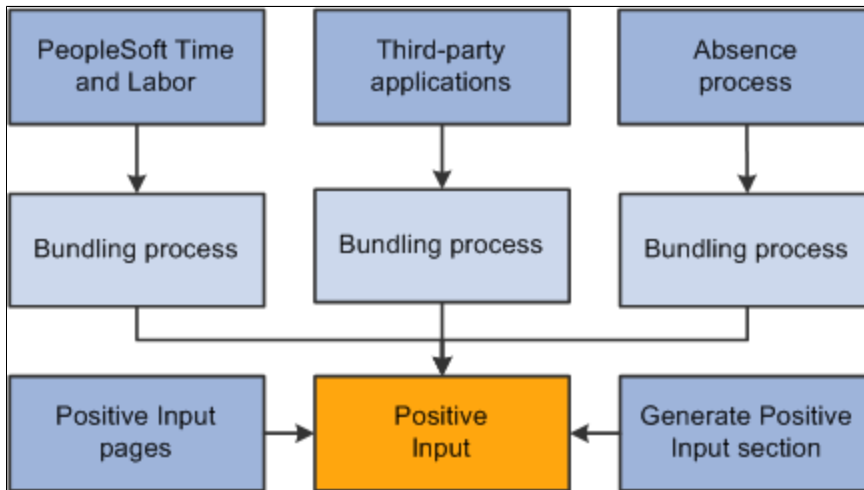 PeopleSoft Time
and Labor
Third-party
applications
Absence
process
Bundling process
Bundling process
Bundling process
Positive Input
pages
Positive
Input
Generate Positive
Input section